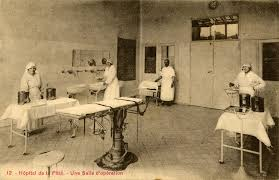 12 - Hôpital de la Pitié. - Une Salle d'opération